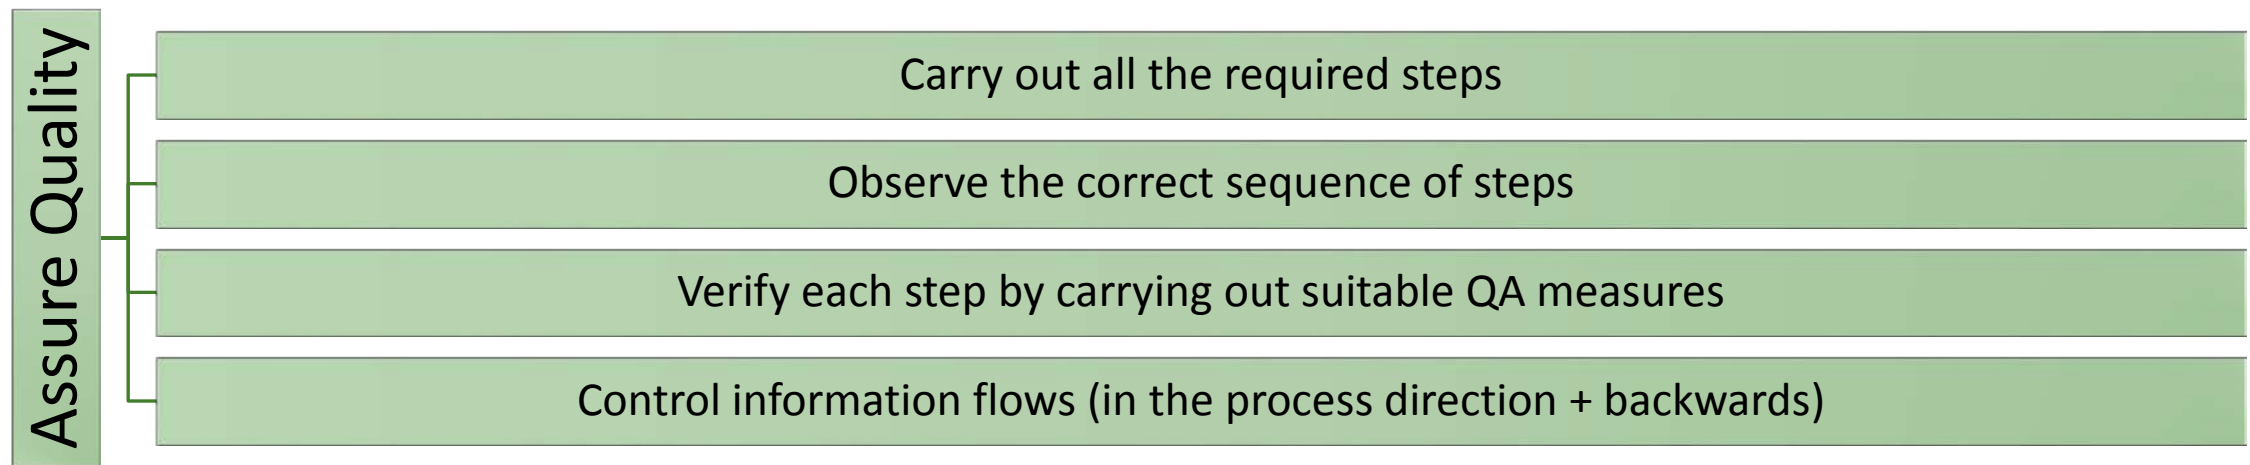 Assure Quality
Carry out all the required steps
Observe the correct sequence of steps
Verify each step by carrying out suitable QA measures
Control information flows (in the process direction + backwards)